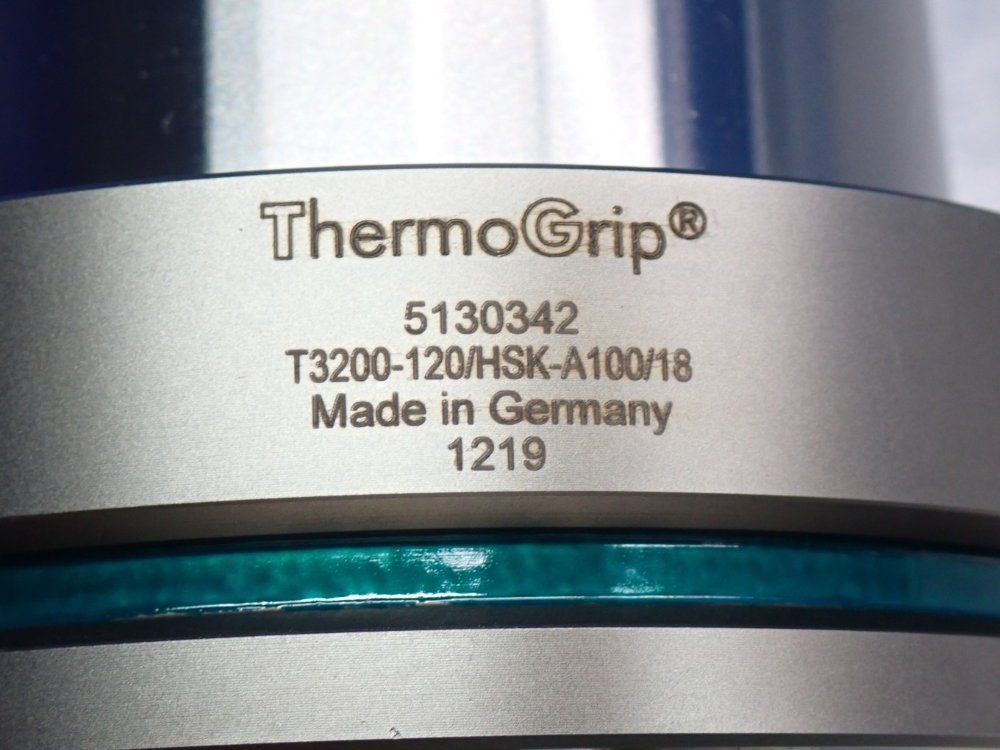 ThermoGrip®
5130342
T3200-120/HSK-A100/18
Made in Germany
1219